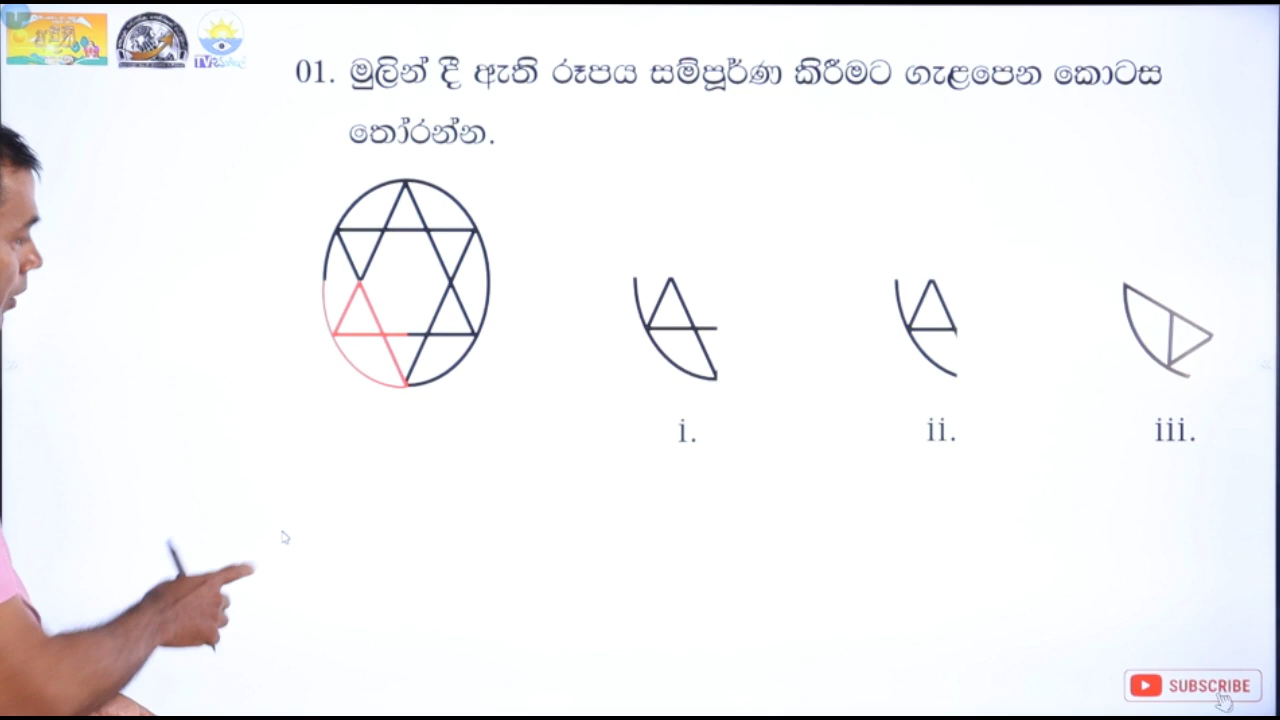 01. මුලින් දී ඇති රූපය සම්පූර්ණ කිරීමට ගැළපෙන කොටස
තෝරන්න.
i.
ii.
iii.
SUBSCRIBE